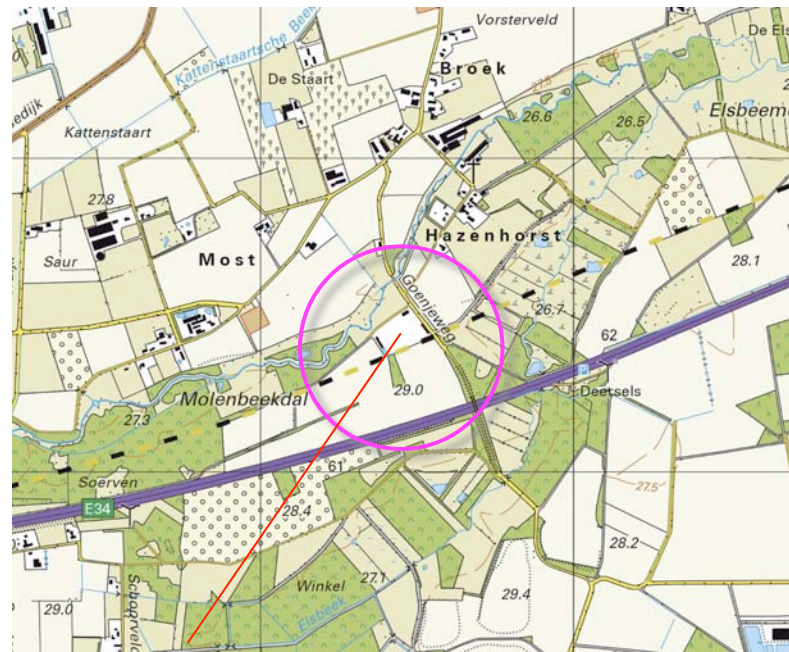 Vorsterveld
De Els
Kattenstaartsche Beek
De Staart
Broek
27.5
edijk
Kattenstaart
26.6
26.5
Elsbeem
27.8
Hazenhorst
Saur
Most
28.1
Goenjeweg
26.7
62
29.0
Deetsels
Molenbeekdal
27.3
61
Soerven
E34
28.4
27.5
28.2
Winkel
27.1
29.4
29.0
Schoorveld
Elsbeek
P